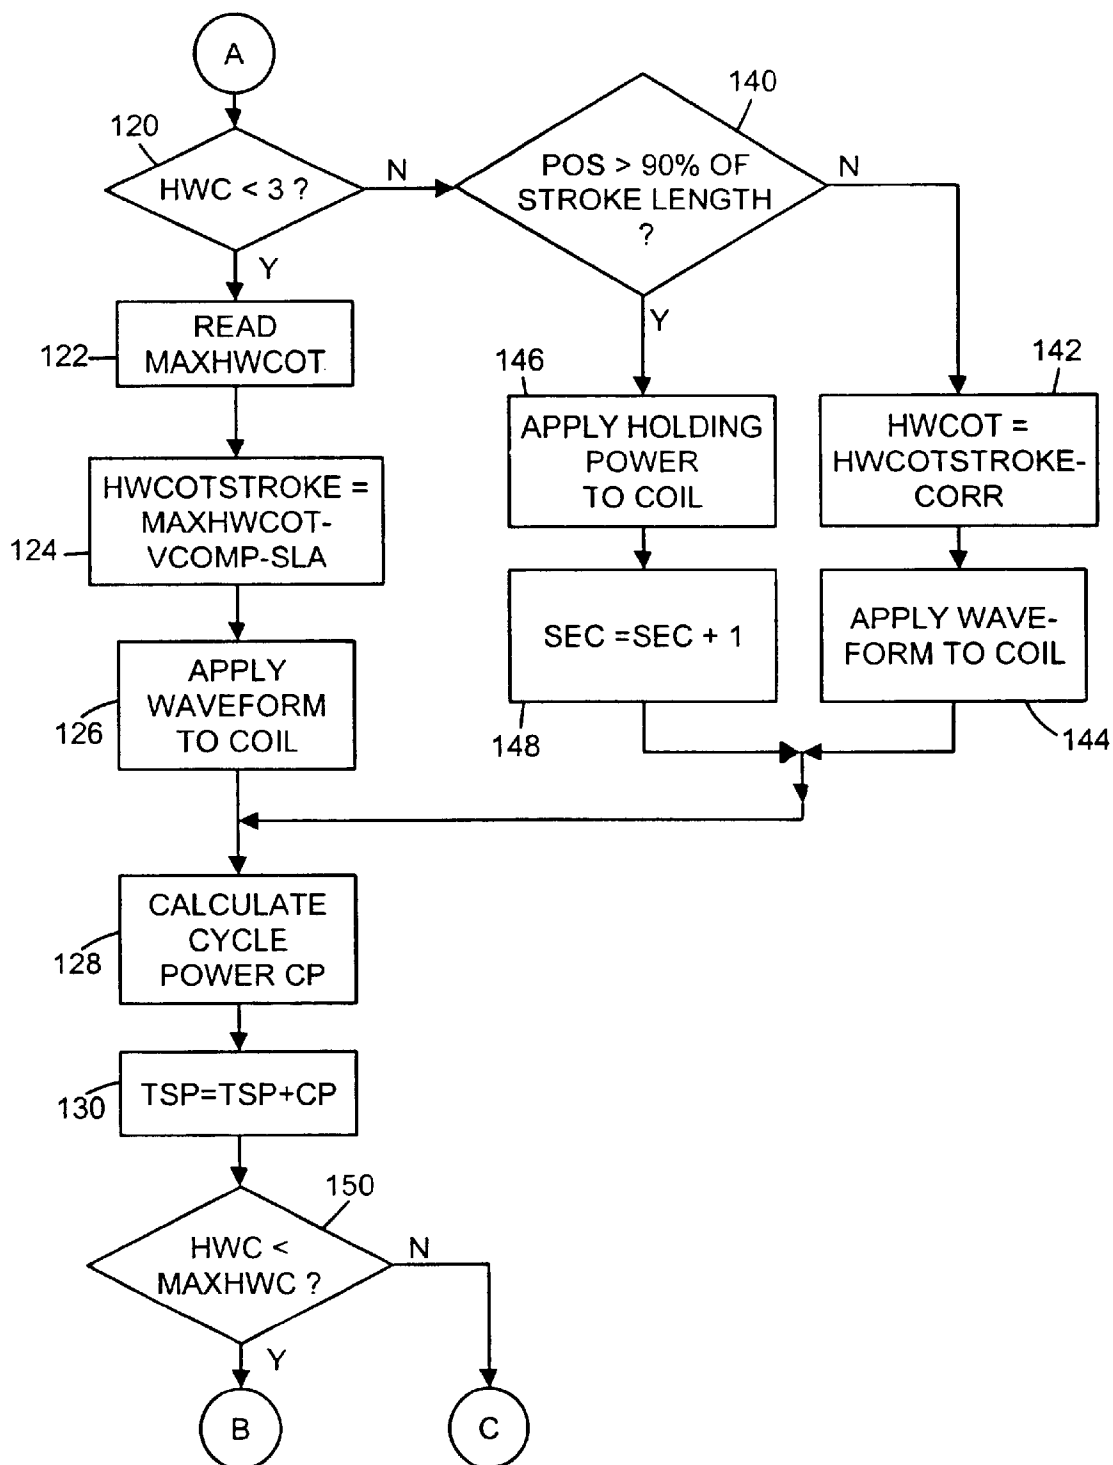 A
120
HWC < 3 ?
N
Y
140
POS > 90% OF
STROKE LENGTH
?
N
Y
122
READ
MAXHWCOT
146
APPLY HOLDING
POWER
TO COIL
142
HWCOT =
HWCOTSTROKE-
CORR
124
HWCOTSTROKE =
MAXHWCOT-
VCOMP-SLA
148
SEC =SEC + 1
144
APPLY WAVE-
FORM TO COIL
126
APPLY
WAVEFORM
TO COIL
128
CALCULATE
CYCLE
POWER CP
130
TSP=TSP+CP
150
HWC <
MAXHWC ?
N
Y
B
C